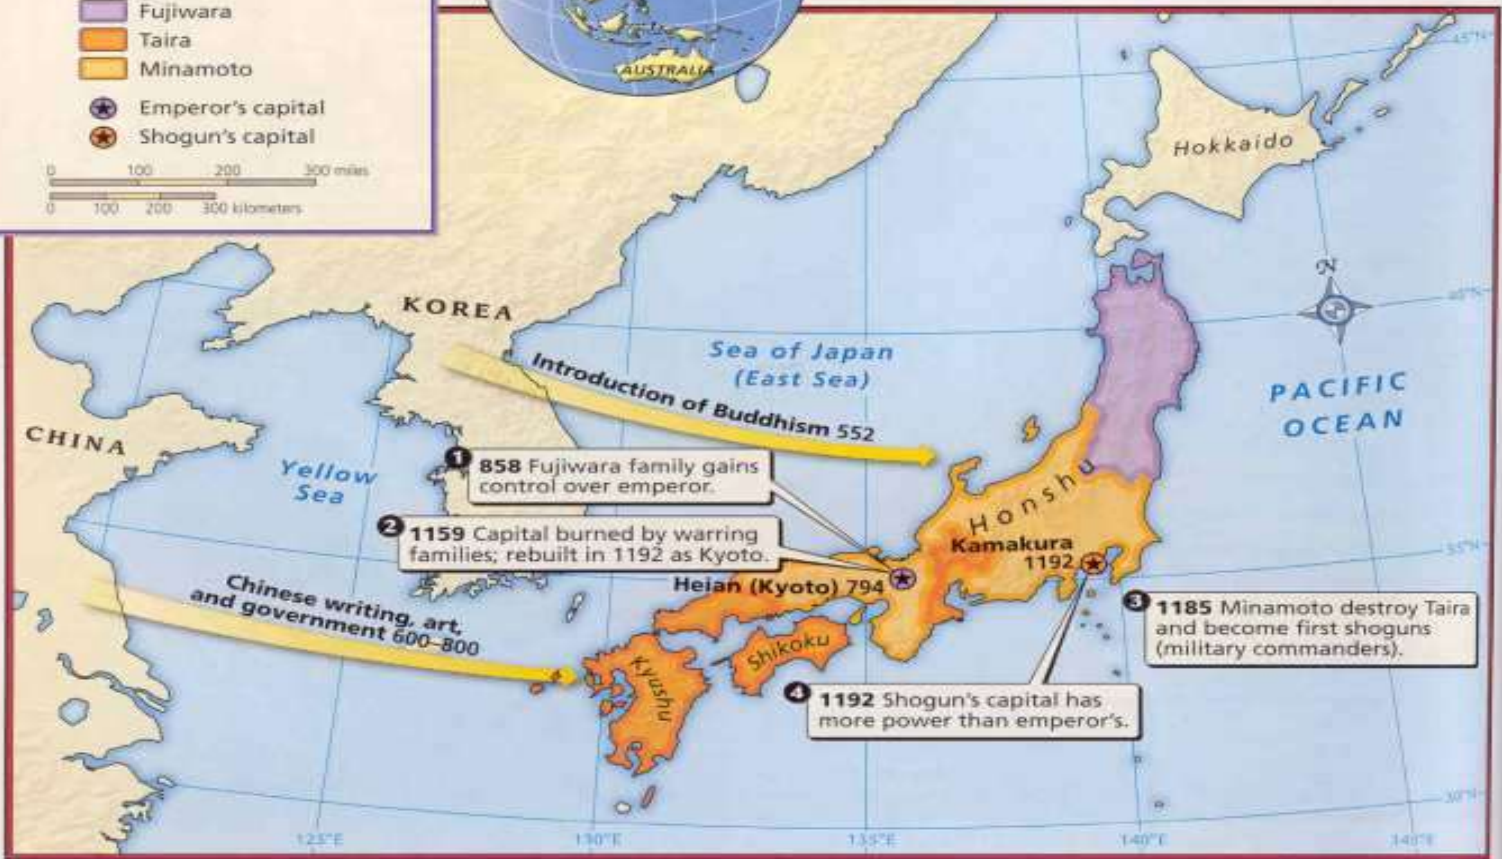 Fujiwara
Taira
Minamoto
Emperor's capital
Shogun's capital
0 100 200 300 miles
0 100 200 300 kilometers
AUSTRALIA
45°N
Hokkaido
N
40°N
KOREA
Sea of Japan
(East Sea)
PACIFIC
OCEAN
Introduction of Buddhism 552
CHINA
Yellow
Sea
1 858 Fujiwara family gains
control over emperor.
Honshu
2 1159 Capital burned by warring
families; rebuilt in 1192 as Kyoto.
Kamakura
1192
35°N
Heian (Kyoto) 794
Chinese writing, art,
and government 600–800
3 1185 Minamoto destroy Taira
and become first shoguns
(military commanders).
Shikoku
Kyushu
4 1192 Shogun's capital has
more power than emperor's.
30°N
125°E
130°E
135°E
140°E
145°E